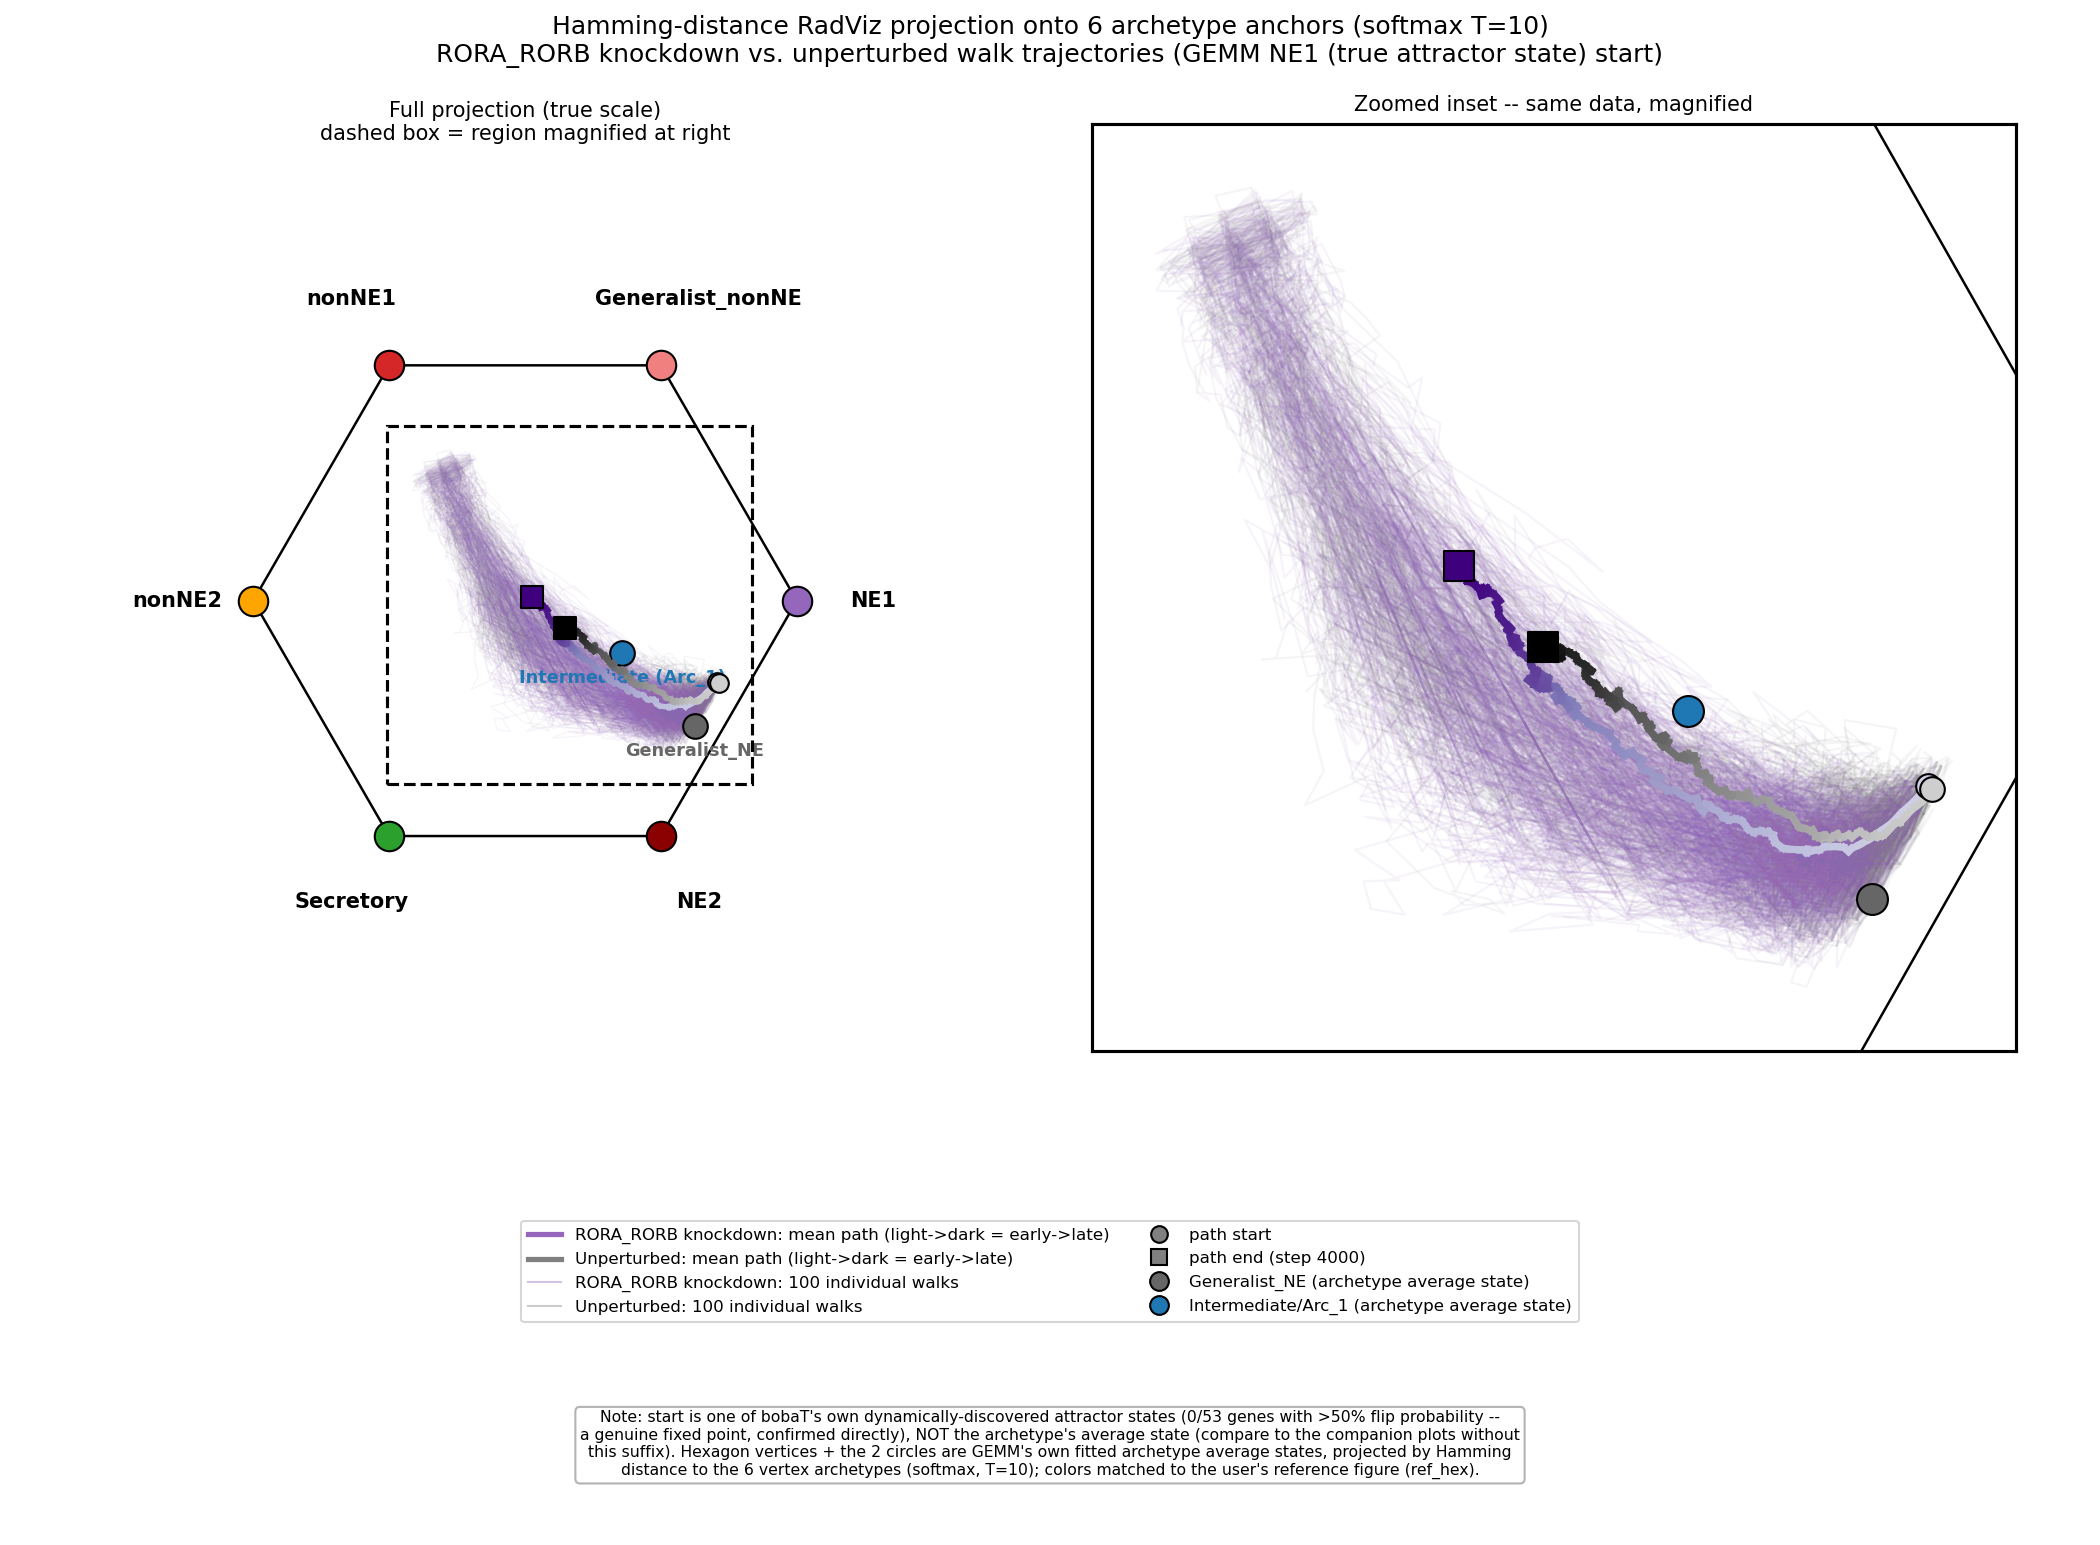 Hamming-distance RadViz projection onto 6 archetype anchors (softmax T=10)
RORA_RORB knockdown vs. unperturbed walk trajectories (GEMM NE1 (true attractor state) start)
Full projection (true scale)
dashed box = region magnified at right
Zoomed inset -- same data, magnified
nonNE1
Generalist_nonNE
nonNE2
NE1
Intermediate (Arc_1)
Generalist_NE
Secretory
NE2
RORA_RORB knockdown: mean path (light->dark = early->late)
Unperturbed: mean path (light->dark = early->late)
RORA_RORB knockdown: 100 individual walks
Unperturbed: 100 individual walks
path start
path end (step 4000)
Generalist_NE (archetype average state)
Intermediate/Arc_1 (archetype average state)
Note: start is one of bobaT's own dynamically-discovered attractor states (0/53 genes with >50% flip probability --
a genuine fixed point, confirmed directly), NOT the archetype's average state (compare to the companion plots without
this suffix). Hexagon vertices + the 2 circles are GEMM's own fitted archetype average states, projected by Hamming
distance to the 6 vertex archetypes (softmax, T=10); colors matched to the user's reference figure (ref_hex).